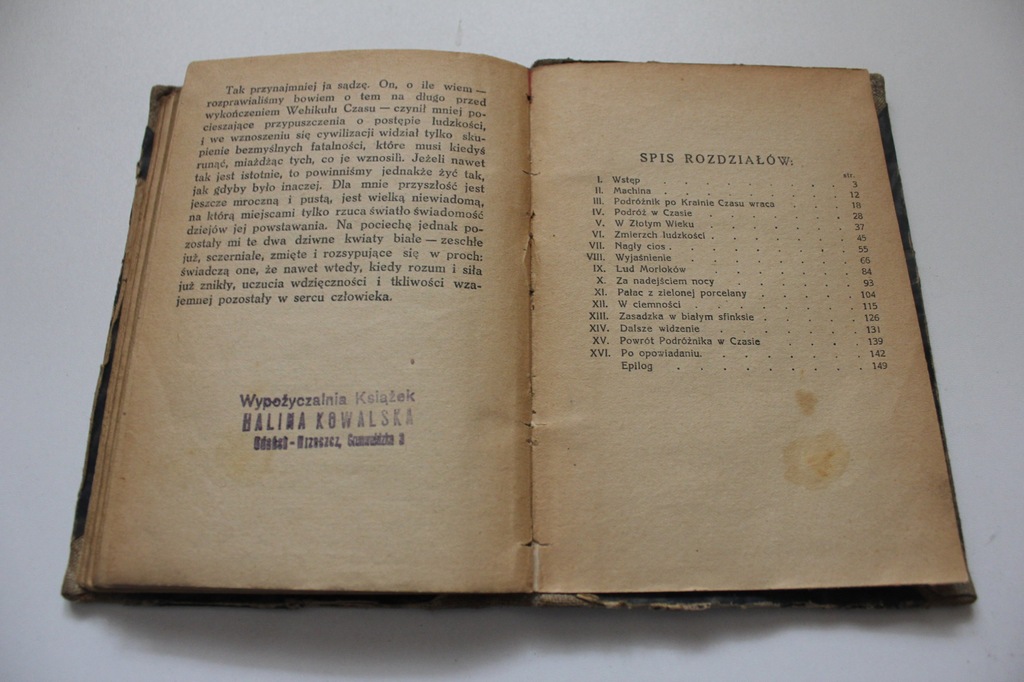 Tak przynajmniej ja sądzę. On, o ile wiem —
rozprawialiśmy bowiem o tem na długo przed
wykończeniem Wehikułu Czasu — czynił mniej po-
cieszające przypuszczenia o postępie ludzkości,
i we wznoszeniu się cywilizacji widział tylko sku-
pienie bezmyślnych fatalności, które musi kiedyś
runąć, miażdżąc tych, co je wznosili. Jeżeli nawet
tak jest istotnie, to powinniśmy jednakże żyć tak,
jak gdyby było inaczej. Dla mnie przyszłość jest
jeszcze mroczną i pustą, jest wielką niewiadomą,
na którą miejscami tylko rzuca światło świadomość
dziejów jej powstawania. Na pociechę jednak po-
zostały mi te dwa dziwne kwiaty białe — zeschłe
już, sczerniałe, zmięte i rozsypujące się w proch:
świadczą one, że nawet wtedy, kiedy rozum i siła
już znikły, uczucia wdzięczności i tkliwości wza-
jemnej pozostały w sercu człowieka.
Wypożyczalnia Książek
HALINA KOWALSKA
Gdańsk - Wrzeszcz, 3
SPIS ROZDZIAŁÓW:
str.
I. Wstęp . . . . . . . 3
II. Machina . . . . . . . 12
III. Podróżnik po Krainie Czasu wraca . . . 18
IV. Podróż w Czasie . . . . . . 28
V. W Złotym Wieku . . . . . . 37
VI. Zmierzch ludzkości . . . . . . 45
VII. Nagły cios . . . . . . . 55
VIII. Wyjaśnienie . . . . . . . 66
IX. Lud Morloków . . . . . . 84
X. Za nadejściem nocy . . . . . 93
XI. Pałac z zielonej porcelany . . . . 104
XII. W ciemności . . . . . . . 115
XIII. Zasadzka w białym sfinksie . . . . 126
XIV. Dalsze widzenie . . . . . . 131
XV. Powrót Podróżnika w Czasie . . . . 139
XVI. Po opowiadaniu. . . . . . . 142
Epilog . . . . . . . 149